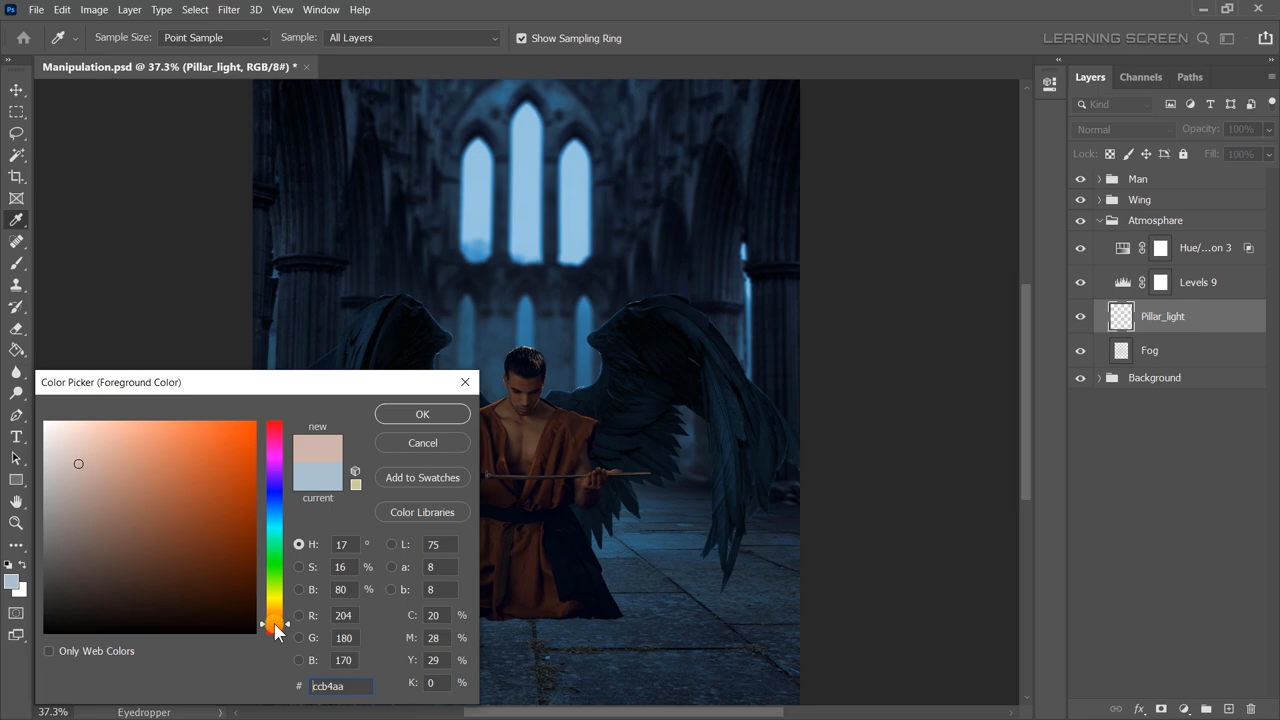 Ps File Edit Image Layer Type Select Filter 3D View Window Help
Sample Size: Point Sample Sample: All Layers Show Sampling Ring LEARNING SCREEN
Manipulation.psd @ 37.3% (Pillar_light, RGB/8#) * ×
Layers Channels Paths
Kind
Normal Opacity: 100%
Lock: Fill: 100%
Man
Wing
Atmosphere
Hue/...on 3
Levels 9
Pillar_light
Fog
Background
Color Picker (Foreground Color)
new
current
OK
Cancel
Add to Swatches
Color Libraries
H: 17 ° L: 75
S: 16 % a: 8
B: 80 % b: 8
R: 204 C: 20 %
G: 180 M: 28 %
B: 170 Y: 29 %
# ccb4aa K: 0 %
Only Web Colors
37.3% Eyedropper